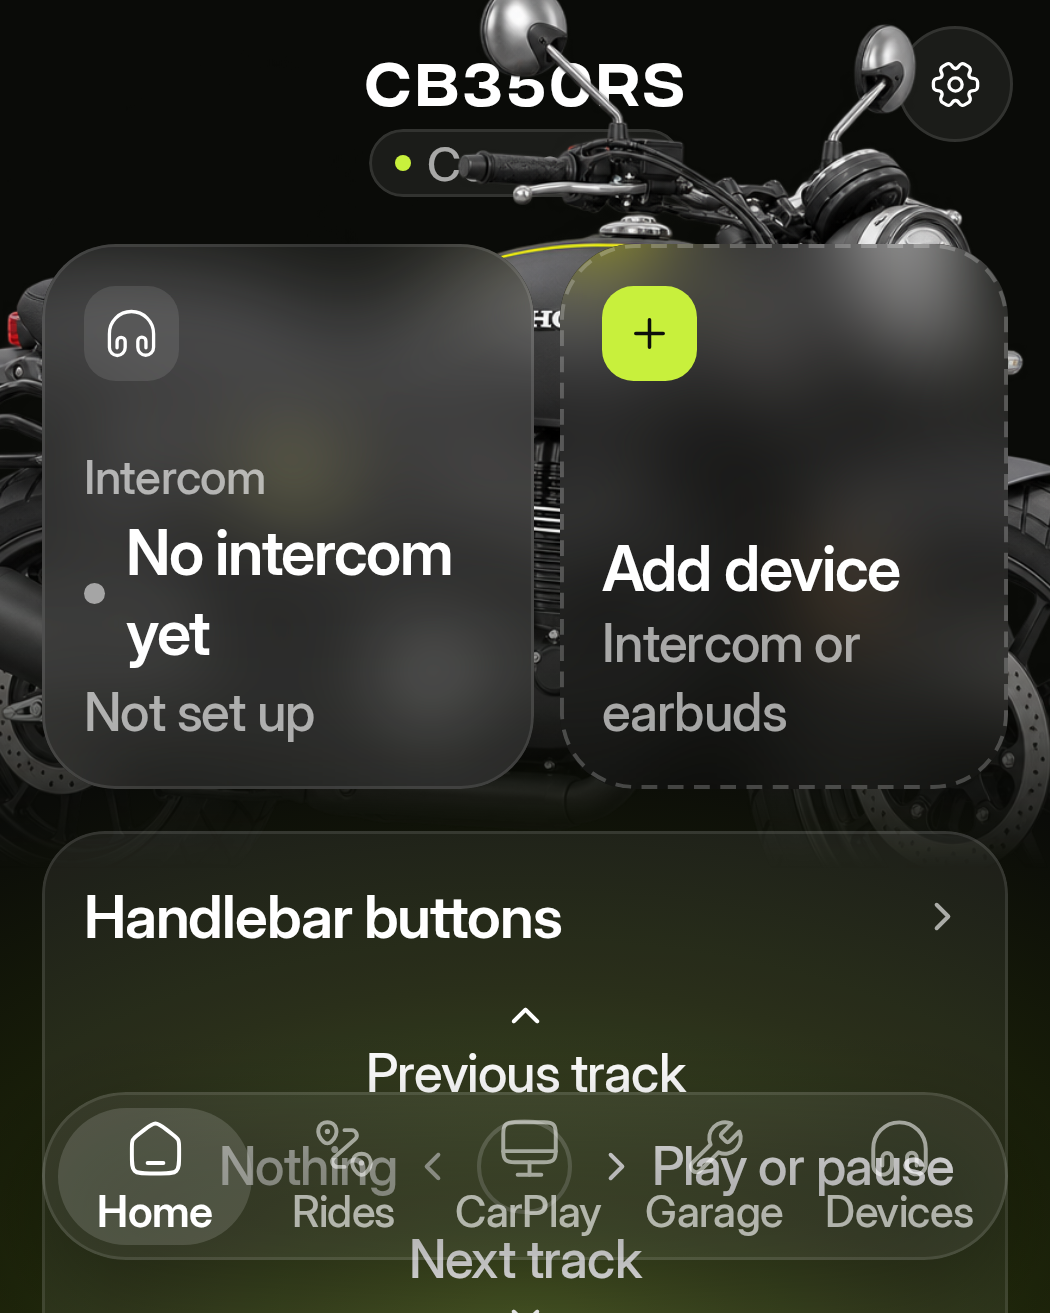 CB350RS
Intercom
No intercom
yet
Not set up
Add device
Intercom or
earbuds
Handlebar buttons
Previous track
Nothing
Play or pause
Next track
Home
Rides
CarPlay
Garage
Devices